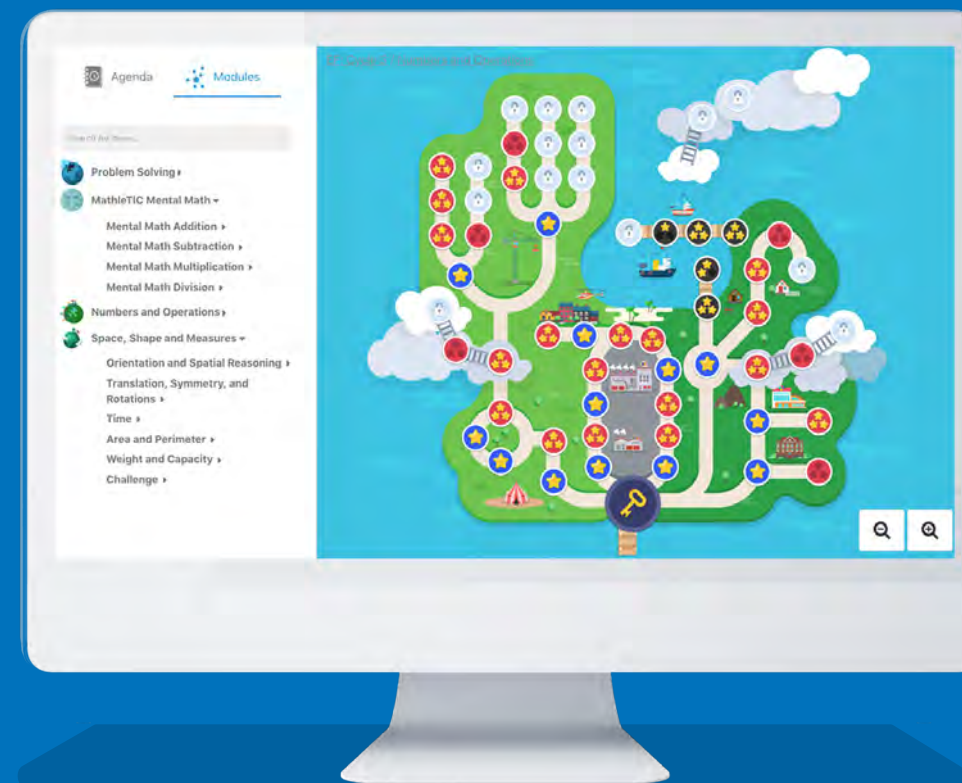 Agenda
Modules
Problem Solving
MathleTIC Mental Math
Mental Math Addition
Mental Math Subtraction
Mental Math Multiplication
Mental Math Division
Numbers and Operations
Space, Shape and Measures
Orientation and Spatial Reasoning
Translation, Symmetry, and
Rotations
Time
Area and Perimeter
Weight and Capacity
Challenge